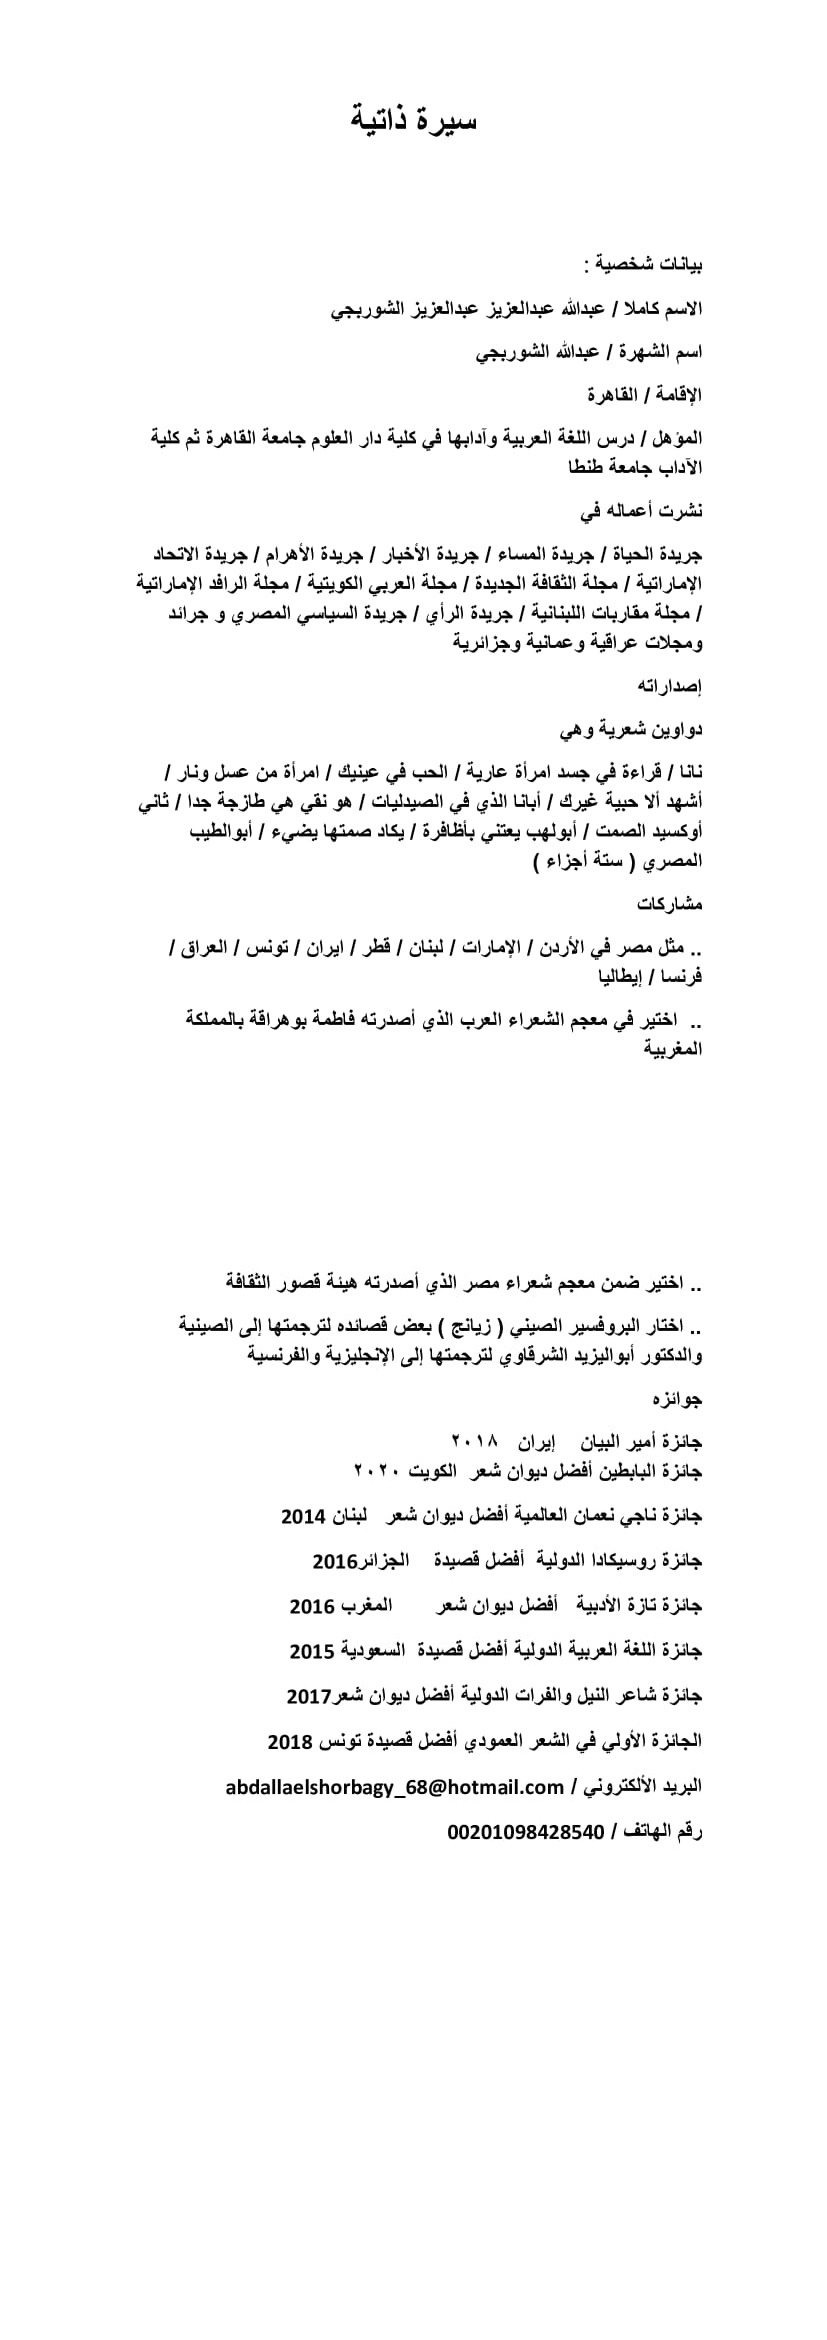 سيرة ذاتية
بيانات شخصية :
الاسم كاملا / عبدالله عبدالعزيز عبدالعزيز الشوربجي
اسم الشهرة / عبدالله الشوربجي
الإقامة / القاهرة
المؤهل / درس اللغة العربية وآدابها في كلية دار العلوم جامعة القاهرة ثم كلية
الآداب جامعة طنطا
نشرت أعماله في
جريدة الحياة / جريدة المساء / جريدة الأخبار / جريدة الأهرام / جريدة الاتحاد
الإماراتية / مجلة الثقافة الجديدة / مجلة العربي الكويتية / مجلة الرافد الإماراتية
/ مجلة مقاربات اللبنانية / جريدة الرأي / جريدة السياسي المصري و جرائد
ومجلات عراقية وعمانية وجزائرية
إصداراته
دواوين شعرية وهي
نانا / قراءة في جسد امرأة عارية / الحب في عينيك / امرأة من عسل ونار /
أشهد ألا حبية غيرك / أبانا الذي في الصيدليات / هو نقي هي طازجة جدا / ثاني
أوكسيد الصمت / أبولهب يعتني بأظافرة / يكاد صمتها يضيء / أبوالطيب
المصري ( ستة أجزاء )
مشاركات
.. مثل مصر في الأردن / الإمارات / لبنان / قطر / ايران / تونس / العراق /
فرنسا / إيطاليا
.. اختير في معجم الشعراء العرب الذي أصدرته فاطمة بوهراقة بالمملكة
المغربية
.. اختير ضمن معجم شعراء مصر الذي أصدرته هيئة قصور الثقافة
.. اختار البروفسير الصيني ( زيانج ) بعض قصائده لترجمتها إلى الصينية
والدكتور أبواليزيد الشرقاوي لترجمتها إلى الإنجليزية والفرنسية
جوائزه
جائزة أمير البيان إيران ٢٠١٨
جائزة البابطين أفضل ديوان شعر الكويت ٢٠٢٠
جائزة ناجي نعمان العالمية أفضل ديوان شعر لبنان 2014
جائزة روسيكادا الدولية أفضل قصيدة الجزائر2016
جائزة تازة الأدبية أفضل ديوان شعر المغرب 2016
جائزة اللغة العربية الدولية أفضل قصيدة السعودية 2015
جائزة شاعر النيل والفرات الدولية أفضل ديوان شعر2017
الجائزة الأولي في الشعر العمودي أفضل قصيدة تونس 2018
البريد الألكتروني / abdallaelshorbagy_68@hotmail.com
رقم الهاتف / 00201098428540